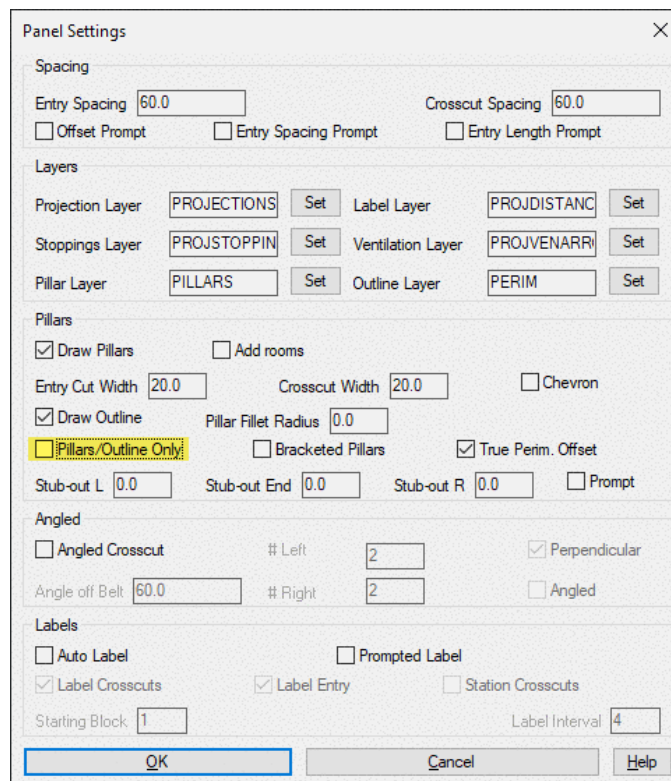 Panel Settings
Spacing
Entry Spacing 60.0 Crosscut Spacing 60.0
Offset Prompt Entry Spacing Prompt Entry Length Prompt
Layers
Projection Layer PROJECTIONS Set Label Layer PROJDISTANC Set
Stoppings Layer PROJSTOPPIN Set Ventilation Layer PROJVENARR Set
Pillar Layer PILLARS Set Outline Layer PERIM Set
Pillars
Draw Pillars Add rooms
Entry Cut Width 20.0 Crosscut Width 20.0 Chevron
Draw Outline Pillar Fillet Radius 0.0
Pillars/Outline Only Bracketed Pillars True Perim. Offset
Stub-out L 0.0 Stub-out End 0.0 Stub-out R 0.0 Prompt
Angled
Angled Crosscut # Left 2 Perpendicular
Angle off Belt 60.0 # Right 2 Angled
Labels
Auto Label Prompted Label
Label Crosscuts Label Entry Station Crosscuts
Starting Block 1 Label Interval 4
OK Cancel Help